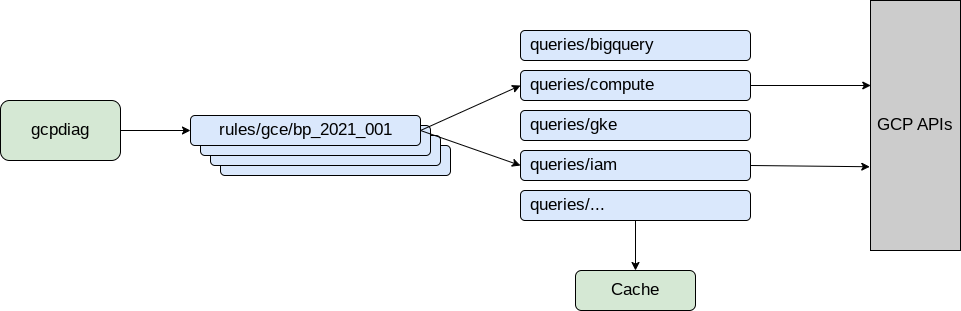 gcpdiag
rules/gce/bp_2021_001
queries/bigquery
queries/compute
queries/gke
queries/iam
queries/...
GCP APIs
Cache